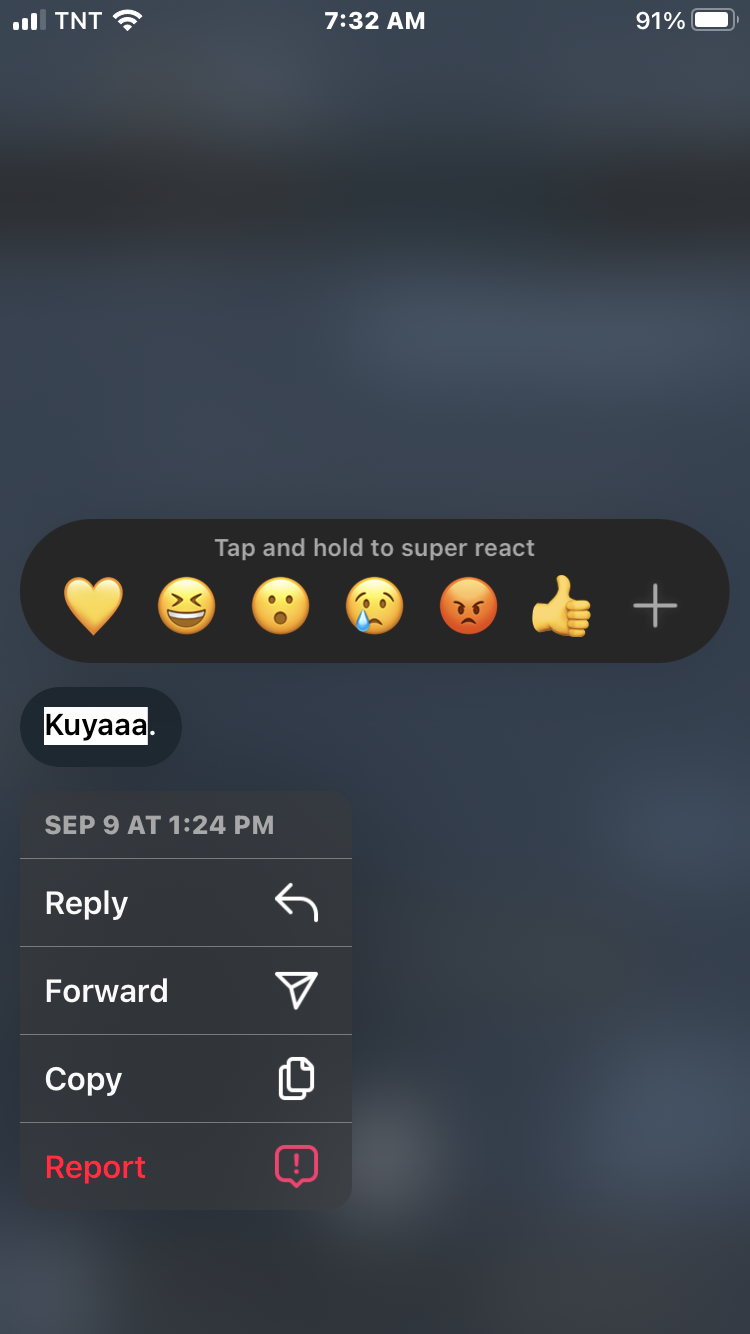 TNT 7:32 AM 91%
Tap and hold to super react
Kuyaaa.
SEP 9 AT 1:24 PM
Reply
Forward
Copy
Report